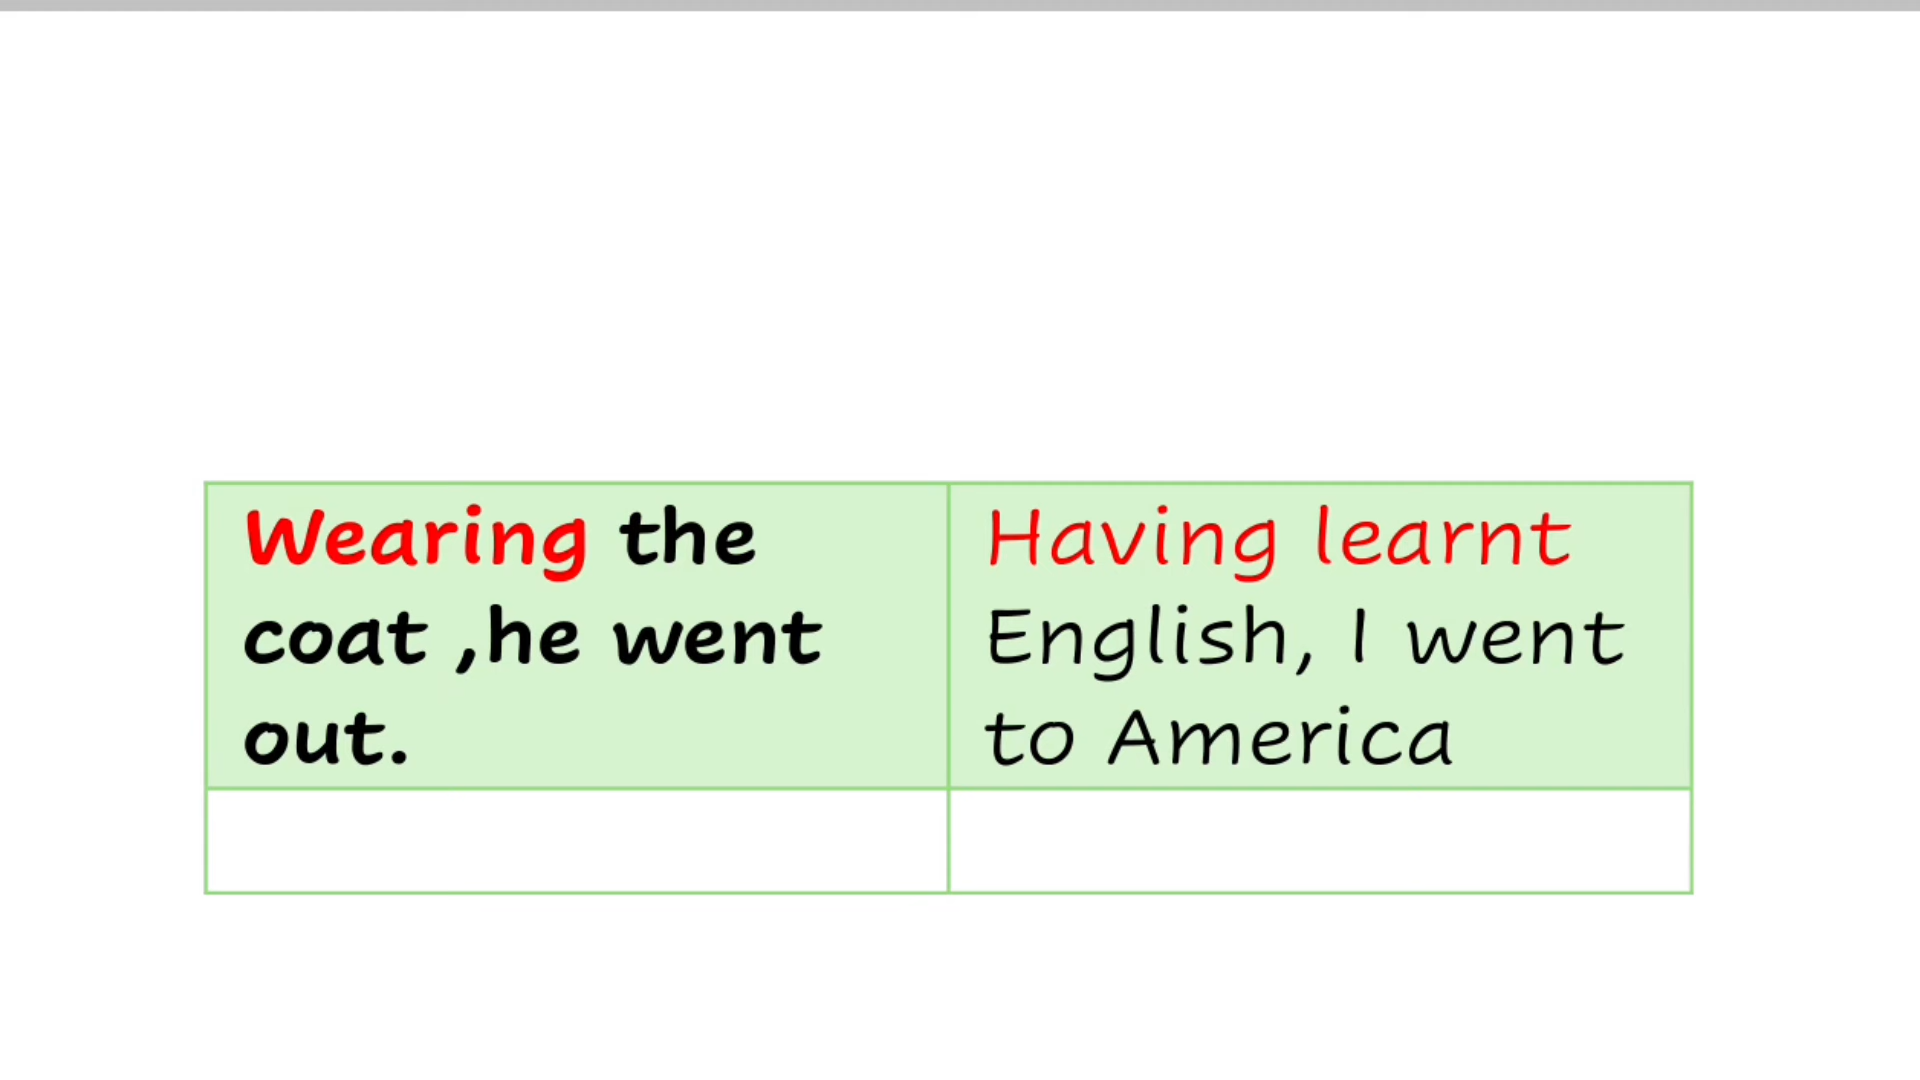 Wearing the
coat ,he went
out.
Having learnt
English, I went
to America